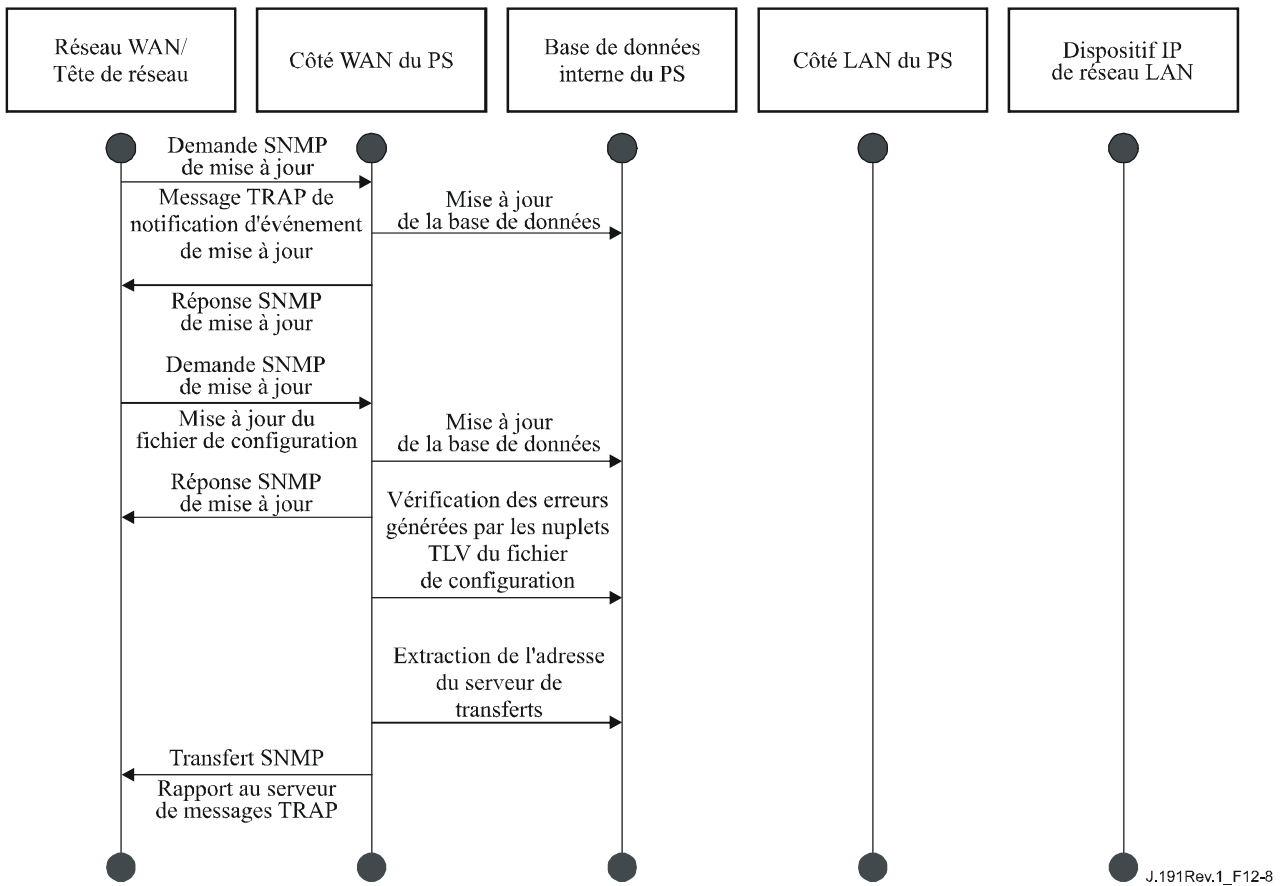 Réseau WAN/
Tête de réseau
Côté WAN du PS
Base de données
interne du PS
Côté LAN du PS
Dispositif IP
de réseau LAN
Demande SNMP
de mise à jour
Message TRAP de
notification d'événement
de mise à jour
Mise à jour
de la base de données
Réponse SNMP
de mise à jour
Demande SNMP
de mise à jour
Mise à jour du
fichier de configuration
Mise à jour
de la base de données
Réponse SNMP
de mise à jour
Vérification des erreurs
générées par les nuplets
TLV du fichier
de configuration
Extraction de l'adresse
du serveur de
transferts
Transfert SNMP
Rapport au serveur
de messages TRAP
J.191Rev.1_F12-8